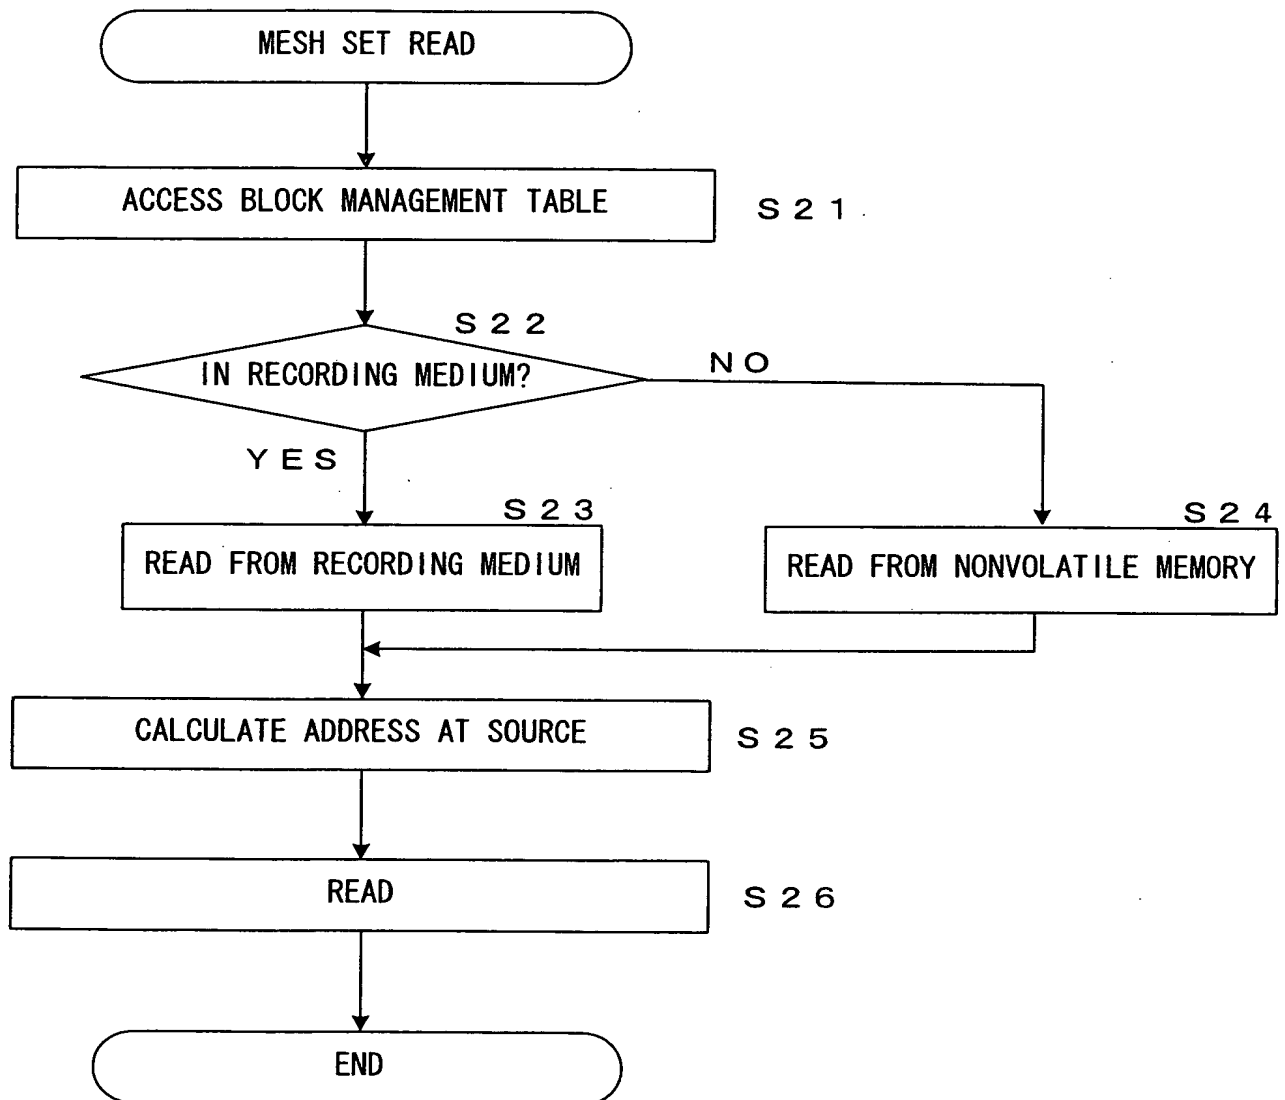 MESH SET READ
ACCESS BLOCK MANAGEMENT TABLE
S21
S22
IN RECORDING MEDIUM?
NO
YES
S23
S24
READ FROM RECORDING MEDIUM
READ FROM NONVOLATILE MEMORY
CALCULATE ADDRESS AT SOURCE
S25
READ
S26
END